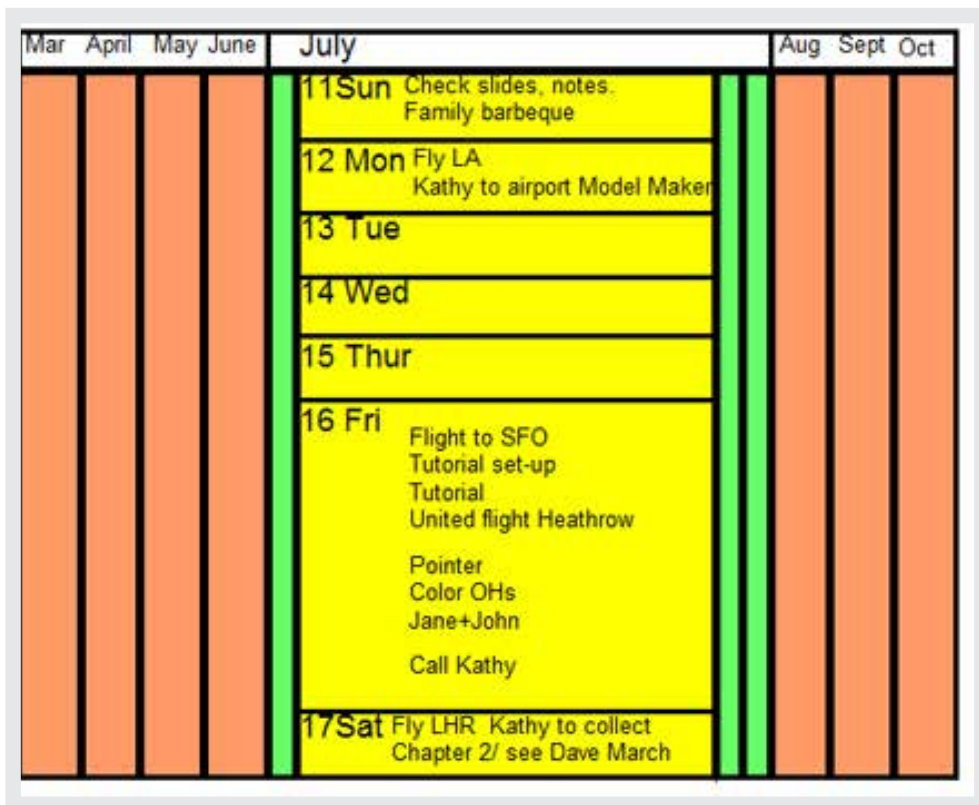 Mar April May June July Aug Sept Oct
11Sun Check slides, notes.
Family barbeque
12 Mon Fly LA
Kathy to airport Model Maker
13 Tue
14 Wed
15 Thur
16 Fri
Flight to SFO
Tutorial set-up
Tutorial
United flight Heathrow
Pointer
Color OHs
Jane+John
Call Kathy
17Sat Fly LHR Kathy to collect
Chapter 2/ see Dave March